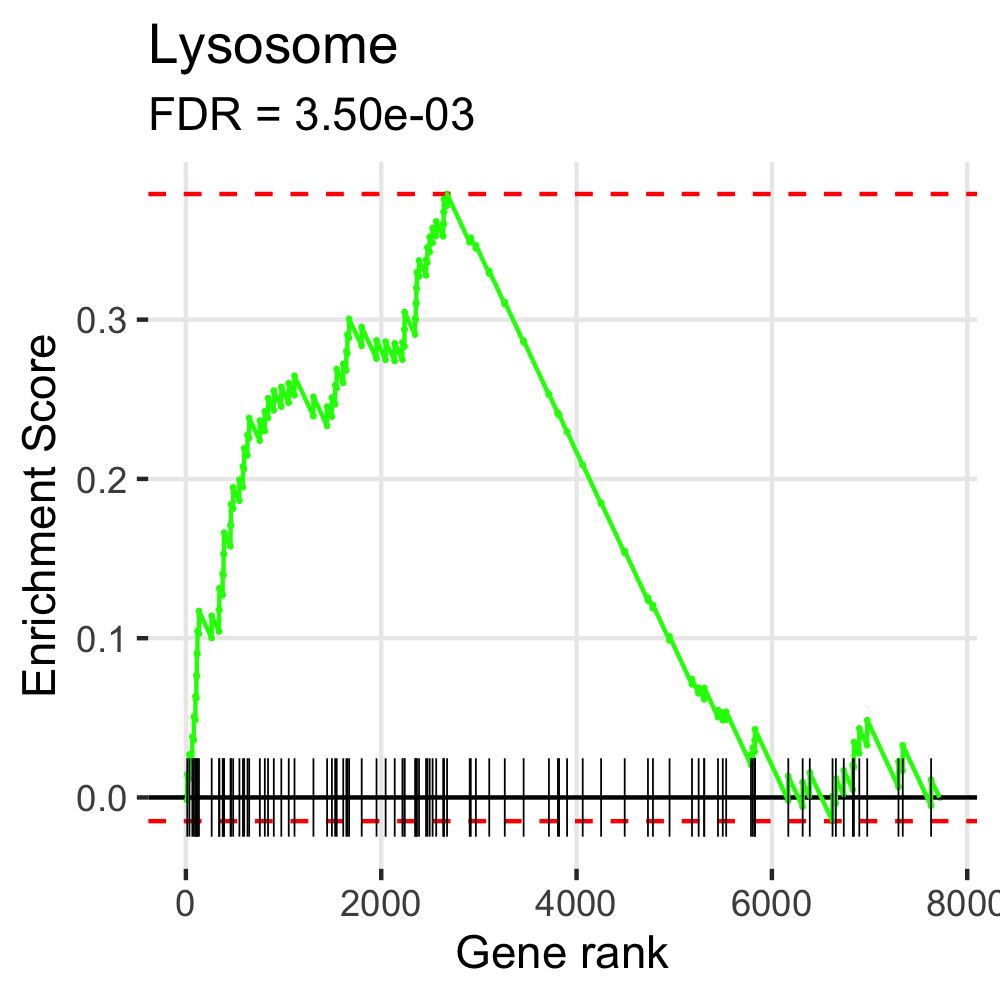 Lysosome
FDR = 3.50e-03
Enrichment Score
0.3
0.2
0.1
0.0
0 2000 4000 6000 8000
Gene rank